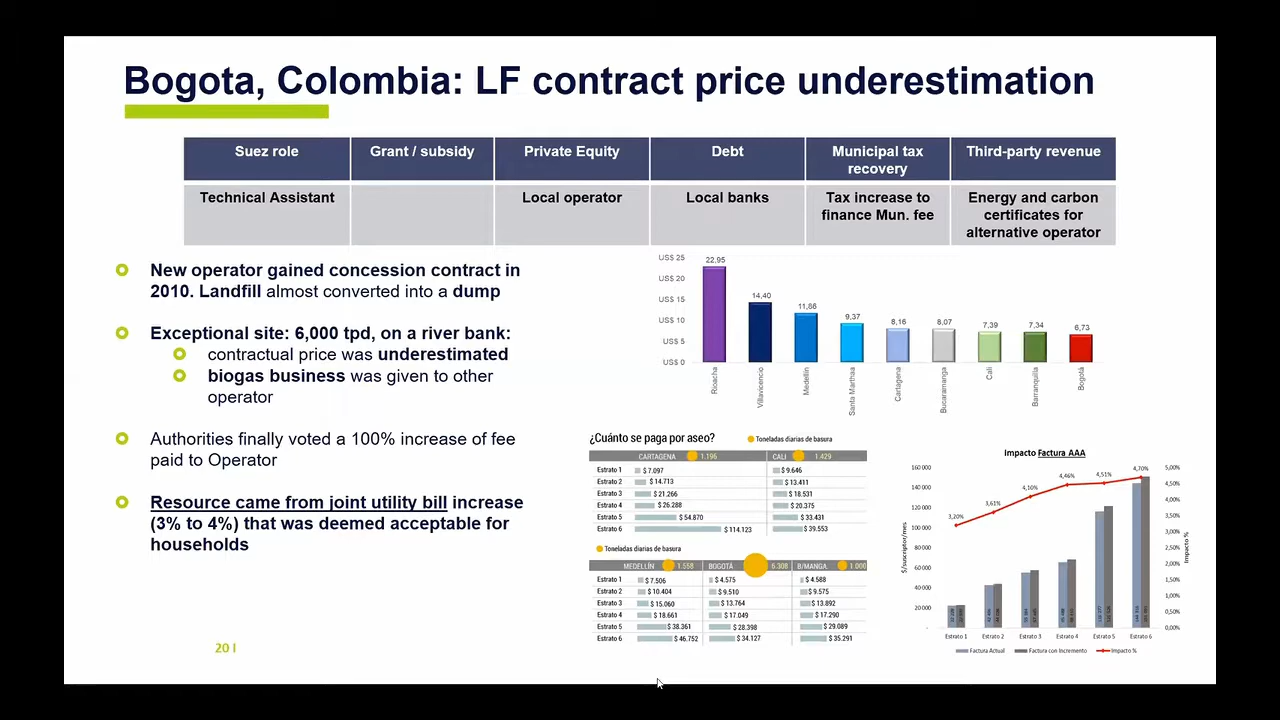 Bogota, Colombia: LF contract price underestimation
Suez role
Grant / subsidy
Private Equity
Debt
Municipal tax
recovery
Third-party revenue
Technical Assistant
Local operator
Local banks
Tax increase to
finance Mun. fee
Energy and carbon
certificates for
alternative operator
New operator gained concession contract in
2010. Landfill almost converted into a dump
Exceptional site: 6,000 tpd, on a river bank:
contractual price was underestimated
biogas business was given to other
operator
Authorities finally voted a 100% increase of fee
paid to Operator
Resource came from joint utility bill increase
(3% to 4%) that was deemed acceptable for
households
20 I
US$ 25
US$ 20
US$ 15
US$ 10
US$ 5
US$ 0
22,95
14,40
11,86
9,37
8,16
8,07
7,39
7,34
6,73
Rioacha
Villavicencio
Medellín
Santa Marthaa
Cartagena
Bucaramanga
Cali
Barranquilla
Bogotá
¿Cuánto se paga por aseo?
Toneladas diarias de basura
CARTAGENA 1.196 CALI 1.429
Estrato 1 $ 7.097 $ 9.646
Estrato 2 $ 14.713 $ 13.411
Estrato 3 $ 21.266 $ 18.531
Estrato 4 $ 26.288 $ 20.375
Estrato 5 $ 54.870 $ 33.431
Estrato 6 $ 114.123 $ 39.553
Toneladas diarias de basura
MEDELLÍN 1.558 BOGOTÁ 6.308 B/MANGA. 1.000
Estrato 1 $ 7.506 $ 4.575 $ 4.588
Estrato 2 $ 10.404 $ 9.510 $ 9.575
Estrato 3 $ 15.060 $ 13.764 $ 13.892
Estrato 4 $ 18.661 $ 17.049 $ 17.290
Estrato 5 $ 38.361 $ 28.398 $ 29.089
Estrato 6 $ 46.752 $ 34.127 $ 35.291
Impacto Factura AAA
$/suscriptor/mes
160 000
140 000
120 000
100 000
80 000
60 000
40 000
20 000
-
3,20%
3,61%
4,10%
4,46%
4,51%
4,70%
5,00%
4,50%
4,00%
3,50%
3,00%
2,50%
2,00%
1,50%
1,00%
0,50%
0,00%
Impacto %
Estrato 1
Estrato 2
Estrato 3
Estrato 4
Estrato 5
Estrato 6
Factura Actual
Factura con Incremento
Impacto %